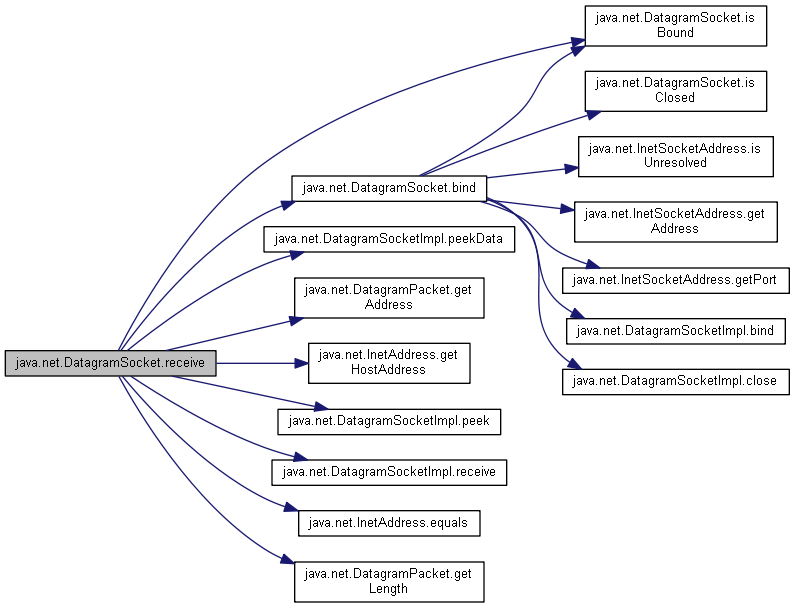 java.net.DatagramSocket.is
Bound
java.net.DatagramSocket.is
Closed
java.net.InetSocketAddress.is
Unresolved
java.net.DatagramSocket.bind
java.net.InetSocketAddress.get
Address
java.net.DatagramSocketImpl.peekData
java.net.InetSocketAddress.getPort
java.net.DatagramPacket.get
Address
java.net.DatagramSocketImpl.bind
java.net.DatagramSocket.receive
java.net.InetAddress.get
HostAddress
java.net.DatagramSocketImpl.close
java.net.DatagramSocketImpl.peek
java.net.DatagramSocketImpl.receive
java.net.InetAddress.equals
java.net.DatagramPacket.get
Length